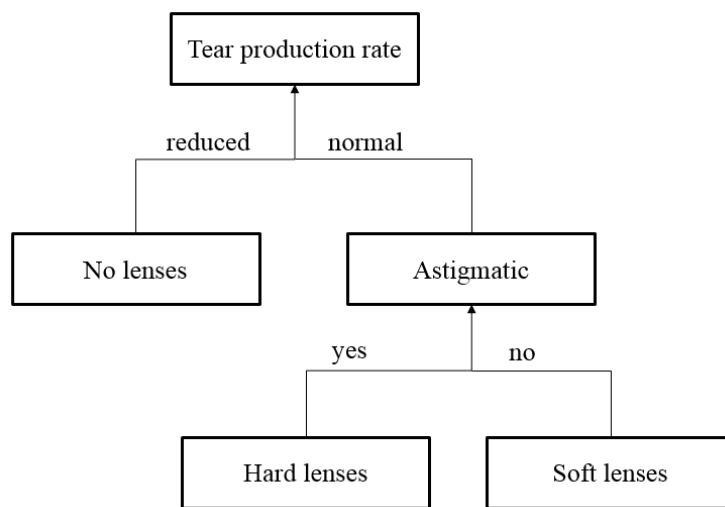 Tear production rate
reduced
normal
No lenses
Astigmatic
yes
no
Hard lenses
Soft lenses